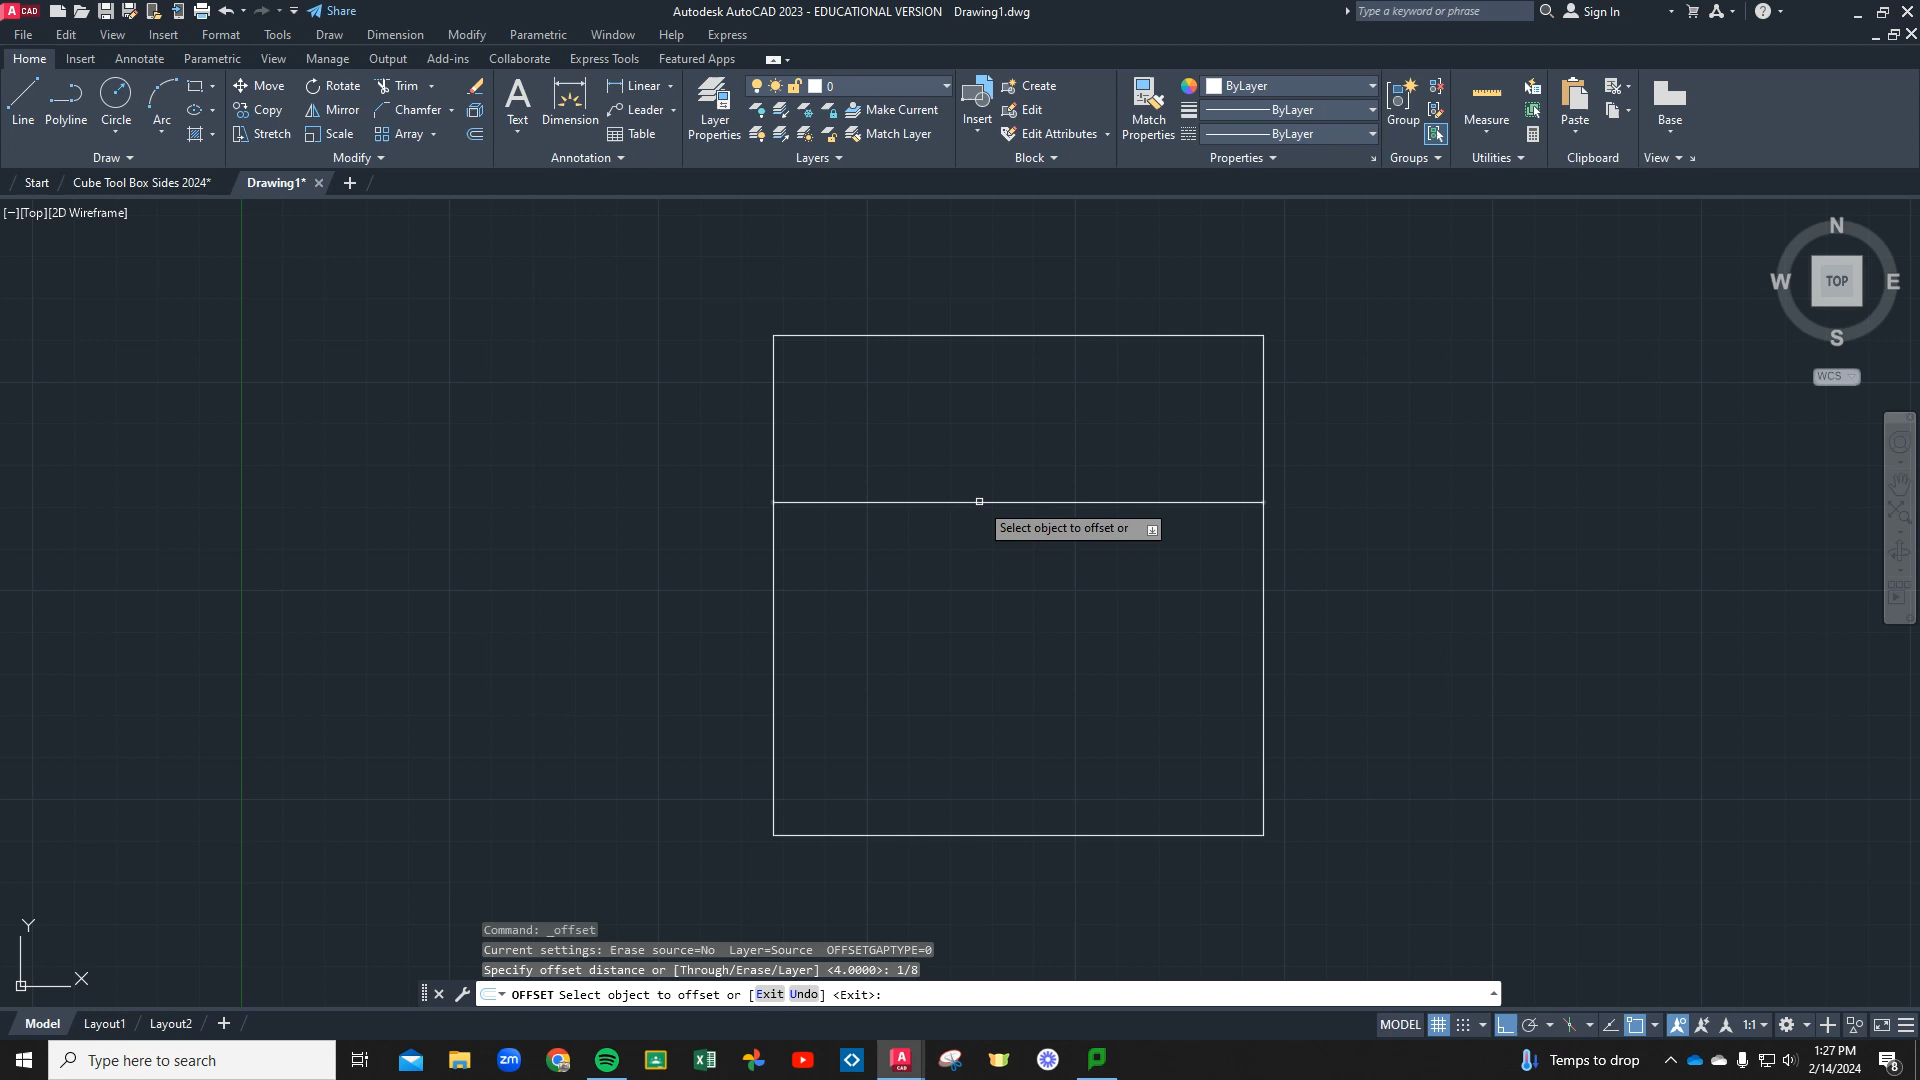 A CAD Share Autodesk AutoCAD 2023 - EDUCATIONAL VERSION Drawing1.dwg Type a keyword or phrase Sign In
File Edit View Insert Format Tools Draw Dimension Modify Parametric Window Help Express
Home Insert Annotate Parametric View Manage Output Add-ins Collaborate Express Tools Featured Apps
Line Polyline Circle Arc
Move Rotate Trim
Copy Mirror Chamfer
Stretch Scale Array
Text Dimension
Linear
Leader
Table
Layer Properties
0
Make Current
Match Layer
Insert
Create
Edit
Edit Attributes
Match Properties
ByLayer
ByLayer
ByLayer
Group
Measure
Paste
Base
Draw Modify Annotation Layers Block Properties Groups Utilities Clipboard View
Start Cube Tool Box Sides 2024* Drawing1*
[−][Top][2D Wireframe]
N
W TOP E
S
WCS
Select object to offset or
Y
X
Command: _offset
Current settings: Erase source=No Layer=Source OFFSETGAPTYPE=0
Specify offset distance or [Through/Erase/Layer] <4.0000>: 1/8
OFFSET Select object to offset or [Exit Undo] <Exit>:
Model Layout1 Layout2 MODEL 1:1
Type here to search
zm
A CAD
Temps to drop
1:27 PM
2/14/2024
8